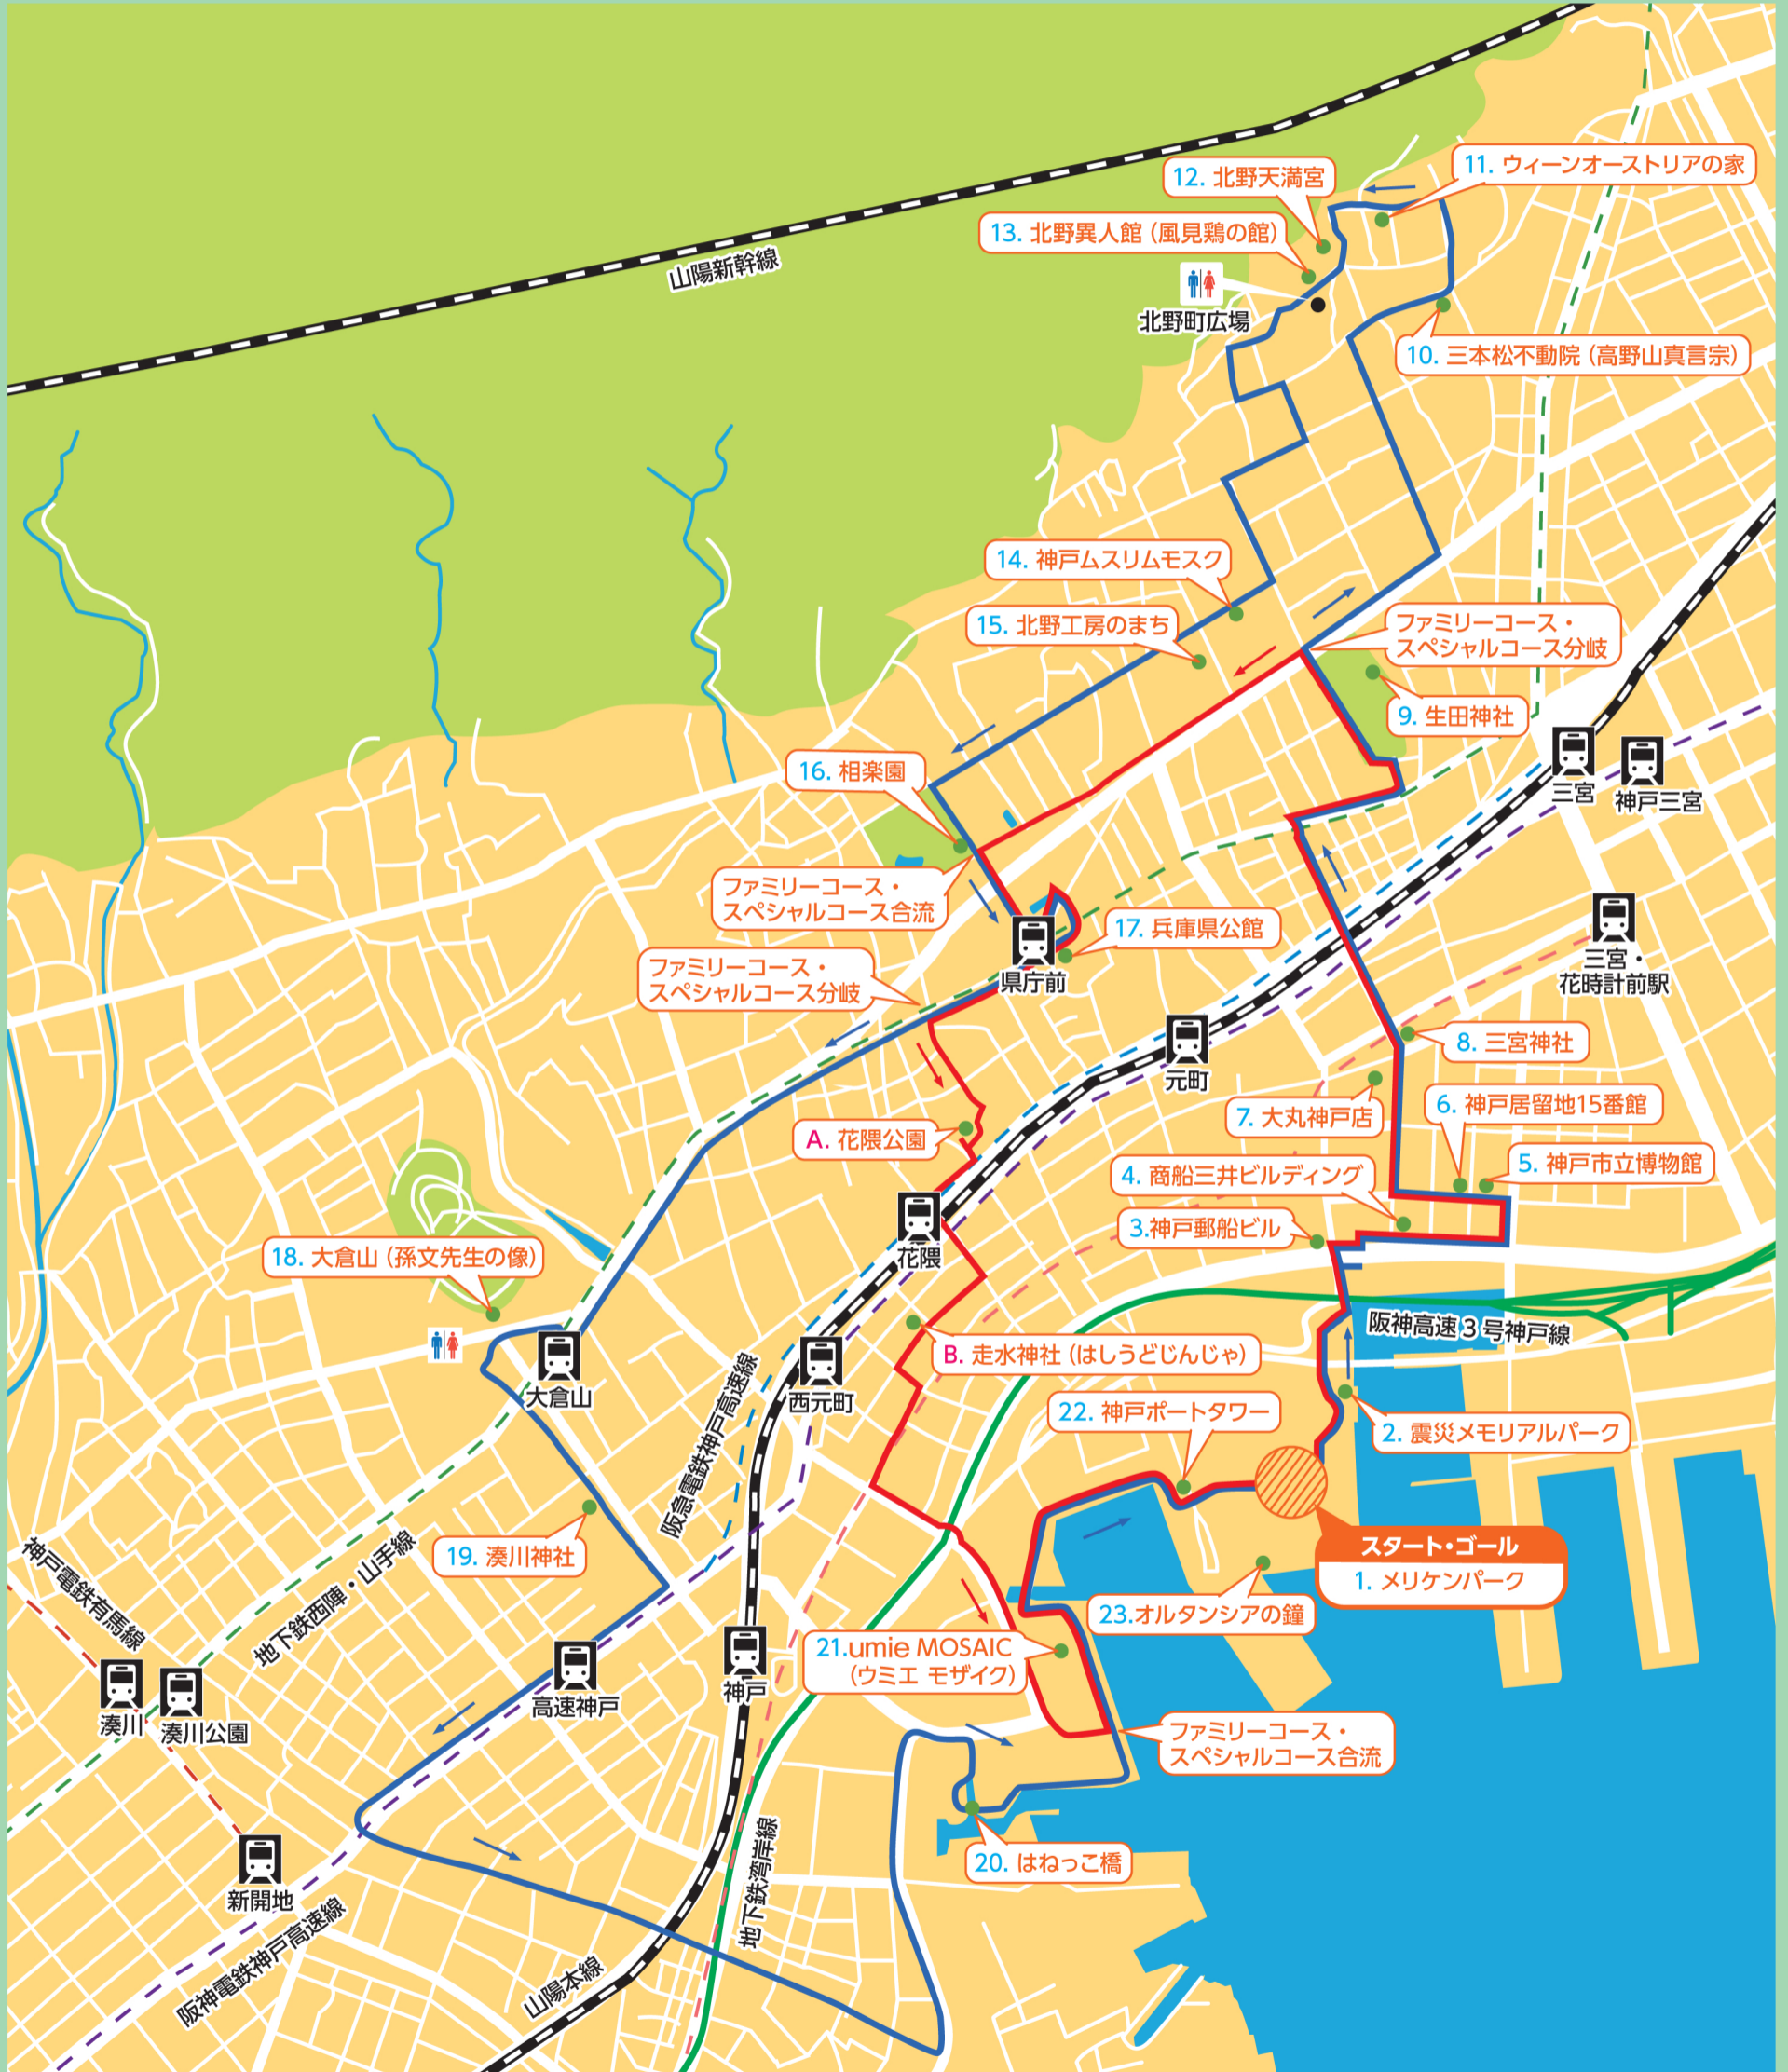 11. ウィーンオーストリアの家
12. 北野天満宮
13. 北野異人館（風見鶏の館）
山陽新幹線
北野町広場
10. 三本松不動院（高野山真言宗）
14. 神戸ムスリムモスク
15. 北野工房のまち
ファミリーコース・
スペシャルコース分岐
9. 生田神社
16. 相楽園
三宮
神戸三宮
ファミリーコース・
スペシャルコース合流
17. 兵庫県公館
県庁前
ファミリーコース・
スペシャルコース分岐
三宮・
花時計前駅
8. 三宮神社
元町
7. 大丸神戸店
6. 神戸居留地15番館
A. 花隈公園
5. 神戸市立博物館
4. 商船三井ビルディング
3.神戸郵船ビル
花隈
18. 大倉山（孫文先生の像）
阪神高速3号神戸線
B. 走水神社（はしうどじんじゃ）
大倉山
西元町
阪急電鉄神戸高速線
22. 神戸ポートタワー
2. 震災メモリアルパーク
19. 湊川神社
スタート・ゴール
1. メリケンパーク
神戸電鉄有馬線
地下鉄西陣・山手線
23.オルタンシアの鐘
21.umie MOSAIC
（ウミエ モザイク）
湊川
湊川公園
高速神戸
神戸
ファミリーコース・
スペシャルコース合流
20. はねっこ橋
新開地
地下鉄湾岸線
阪神電鉄神戸高速線
山陽本線